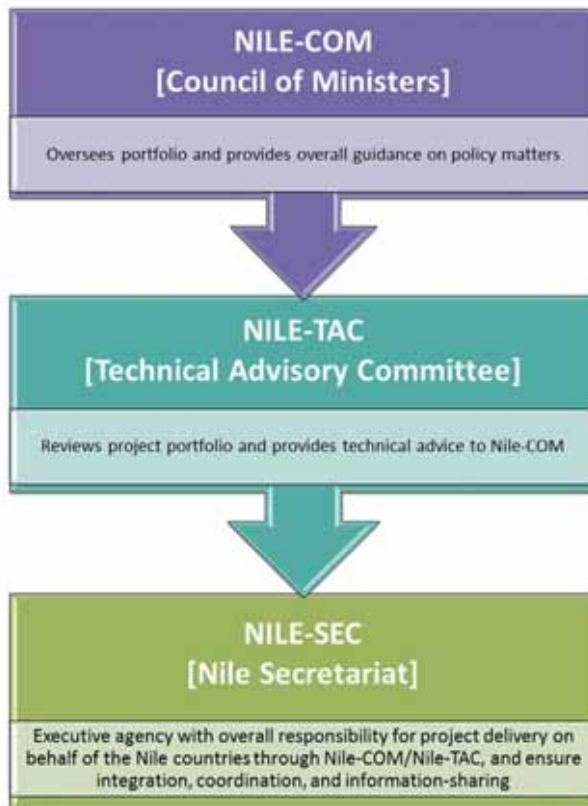 NILE-COM
[Council of Ministers]
Oversees portfolio and provides overall guidance on policy matters
NILE-TAC
[Technical Advisory Committee]
Reviews project portfolio and provides technical advice to Nile-COM
NILE-SEC
[Nile Secretariat]
Executive agency with overall responsibility for project delivery on
behalf of the Nile countries through Nile-COM/Nile-TAC, and ensure
integration, coordination, and information-sharing